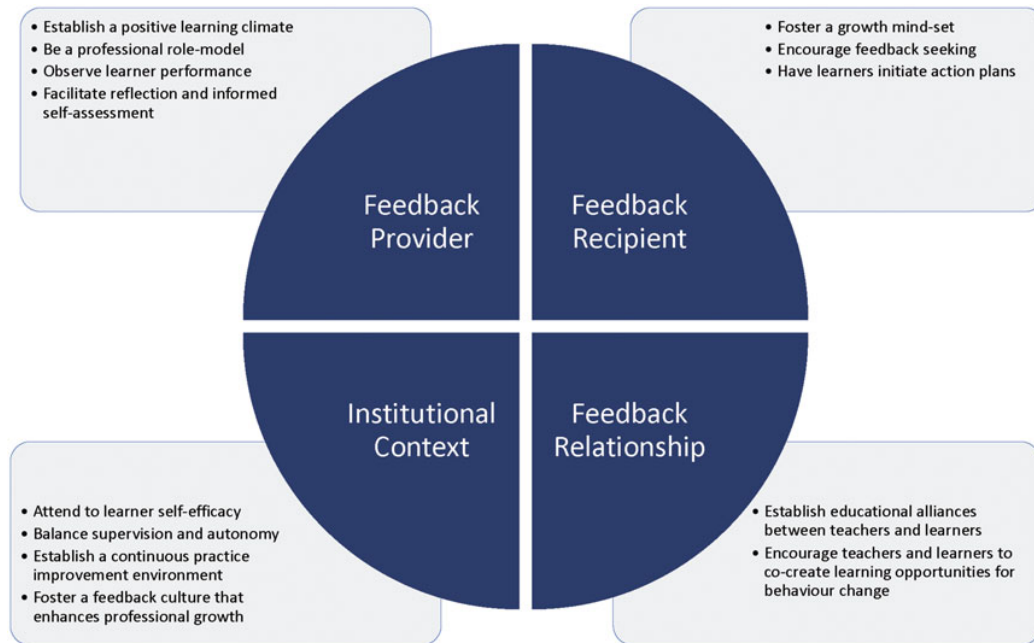 • Establish a positive learning climate
• Be a professional role-model
• Observe learner performance
• Facilitate reflection and informed
self-assessment
• Foster a growth mind-set
• Encourage feedback seeking
• Have learners initiate action plans
Feedback
Provider
Feedback
Recipient
Institutional
Context
Feedback
Relationship
• Attend to learner self-efficacy
• Balance supervision and autonomy
• Establish a continuous practice
improvement environment
• Foster a feedback culture that
enhances professional growth
• Establish educational alliances
between teachers and learners
• Encourage teachers and learners to
co-create learning opportunities for
behaviour change